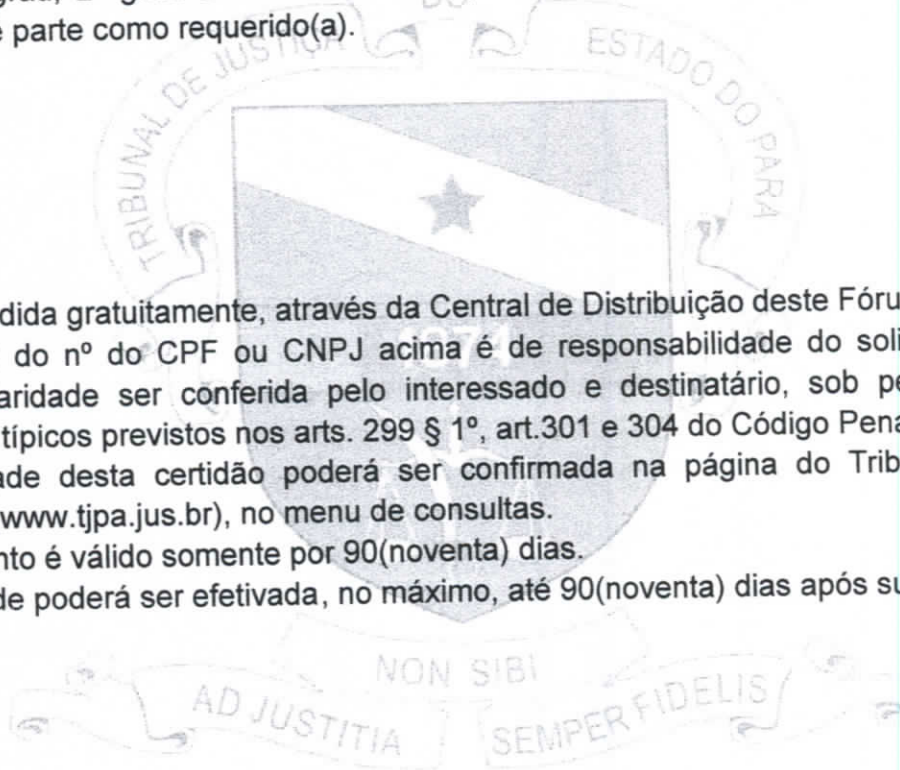 parte como requerido(a).
TRIBUNAL DE JUSTIÇA DO ESTADO DO PARÁ
dida gratuitamente, através da Central de Distribuição deste Fóru
do nº do CPF ou CNPJ acima é de responsabilidade do soli
aridade ser conferida pelo interessado e destinatário, sob pe
típicos previstos nos arts. 299 § 1º, art.301 e 304 do Código Pena
ade desta certidão poderá ser confirmada na página do Trib
www.tjpa.jus.br), no menu de consultas.
nto é válido somente por 90(noventa) dias.
de poderá ser efetivada, no máximo, até 90(noventa) dias após su
1874
NON SIBI
AD JUSTITIA SEMPER FIDELIS